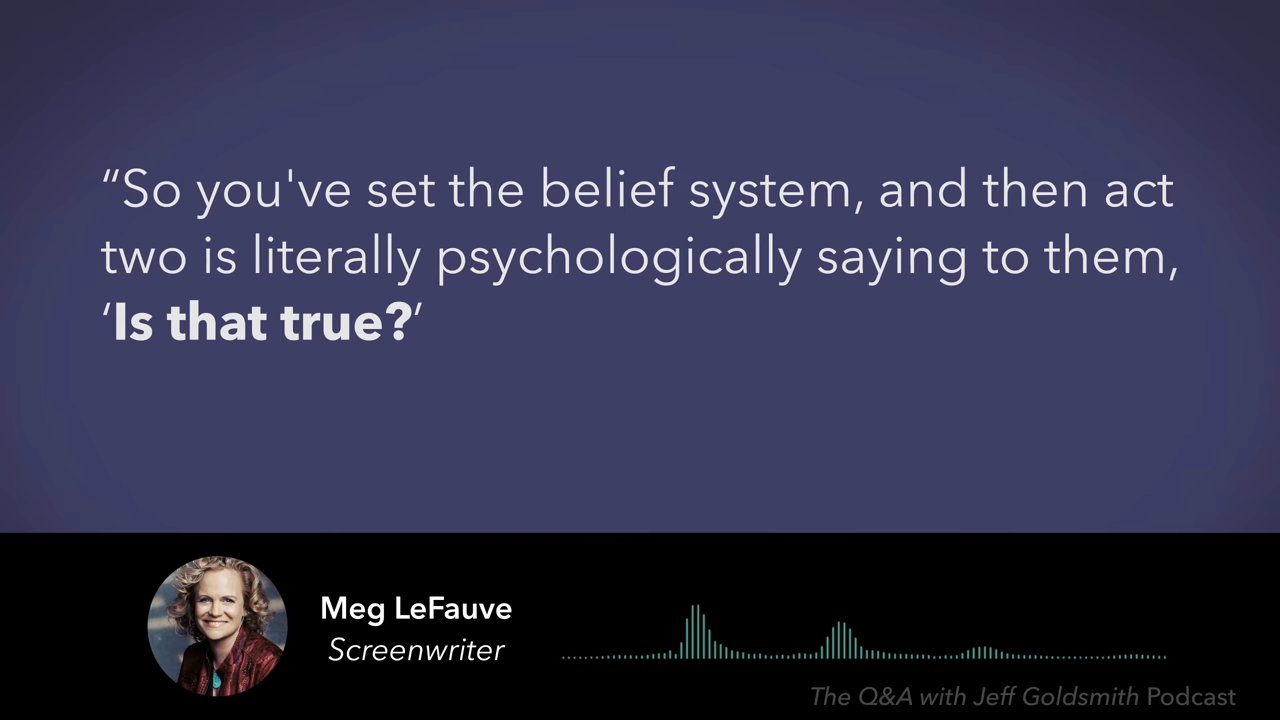 “So you've set the belief system, and then act
two is literally psychologically saying to them,
‘Is that true?’
Meg LeFauve
Screenwriter
The Q&A with Jeff Goldsmith Podcast